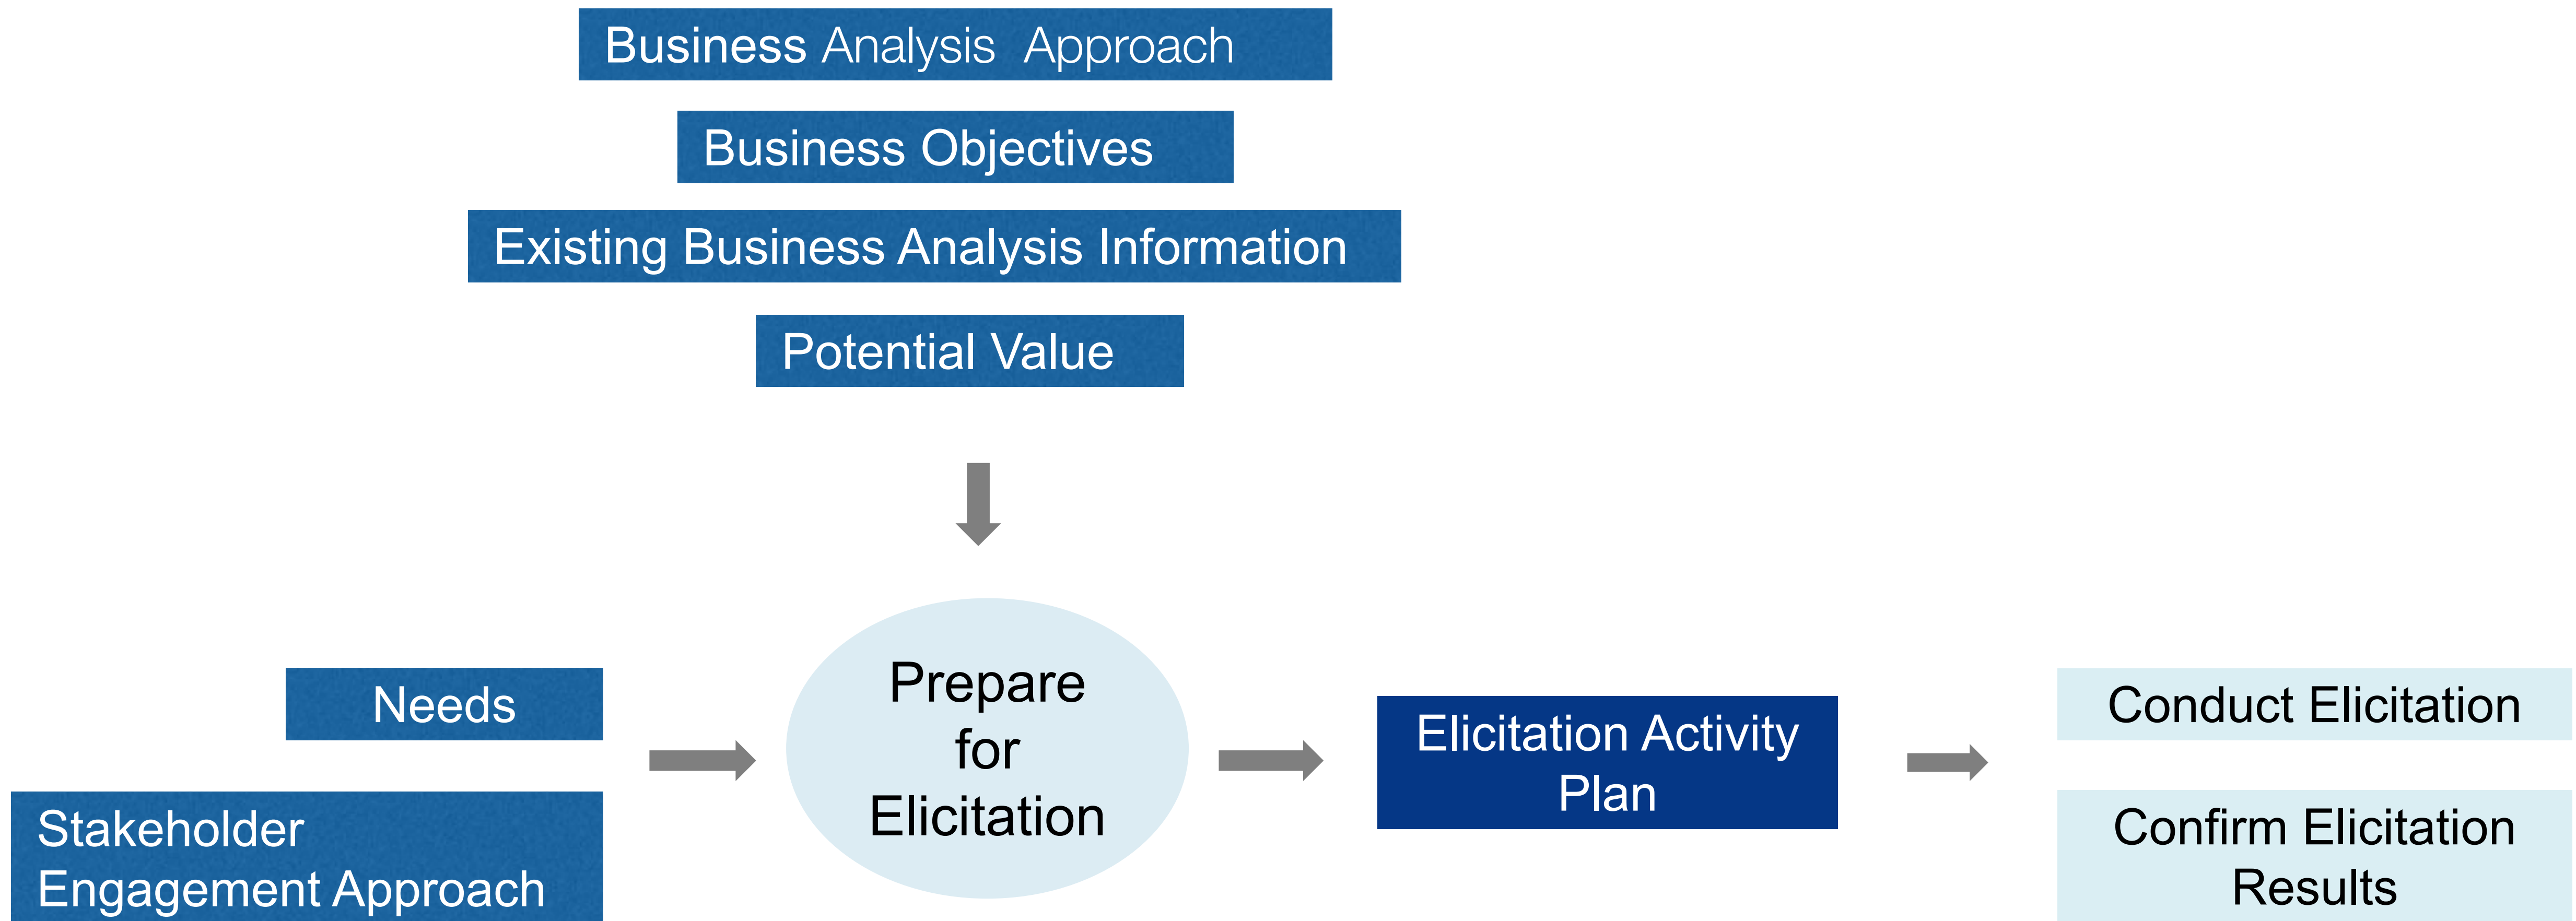 Business Analysis Approach
Business Objectives
Existing Business Analysis Information
Potential Value
Needs
Stakeholder
Engagement Approach
Prepare
for
Elicitation
Elicitation Activity
Plan
Conduct Elicitation
Confirm Elicitation
Results